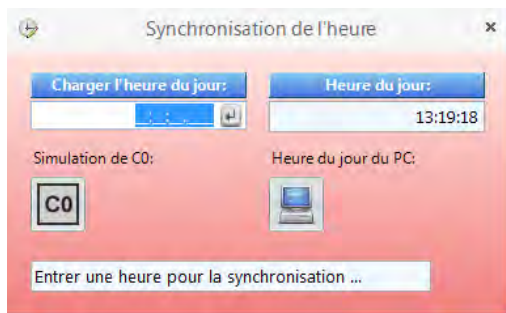 Synchronisation de l'heure
Charger l'heure du jour: Heure du jour:
_:_:_._ 13:19:18
Simulation de C0: Heure du jour du PC:
C0
Entrer une heure pour la synchronisation ...